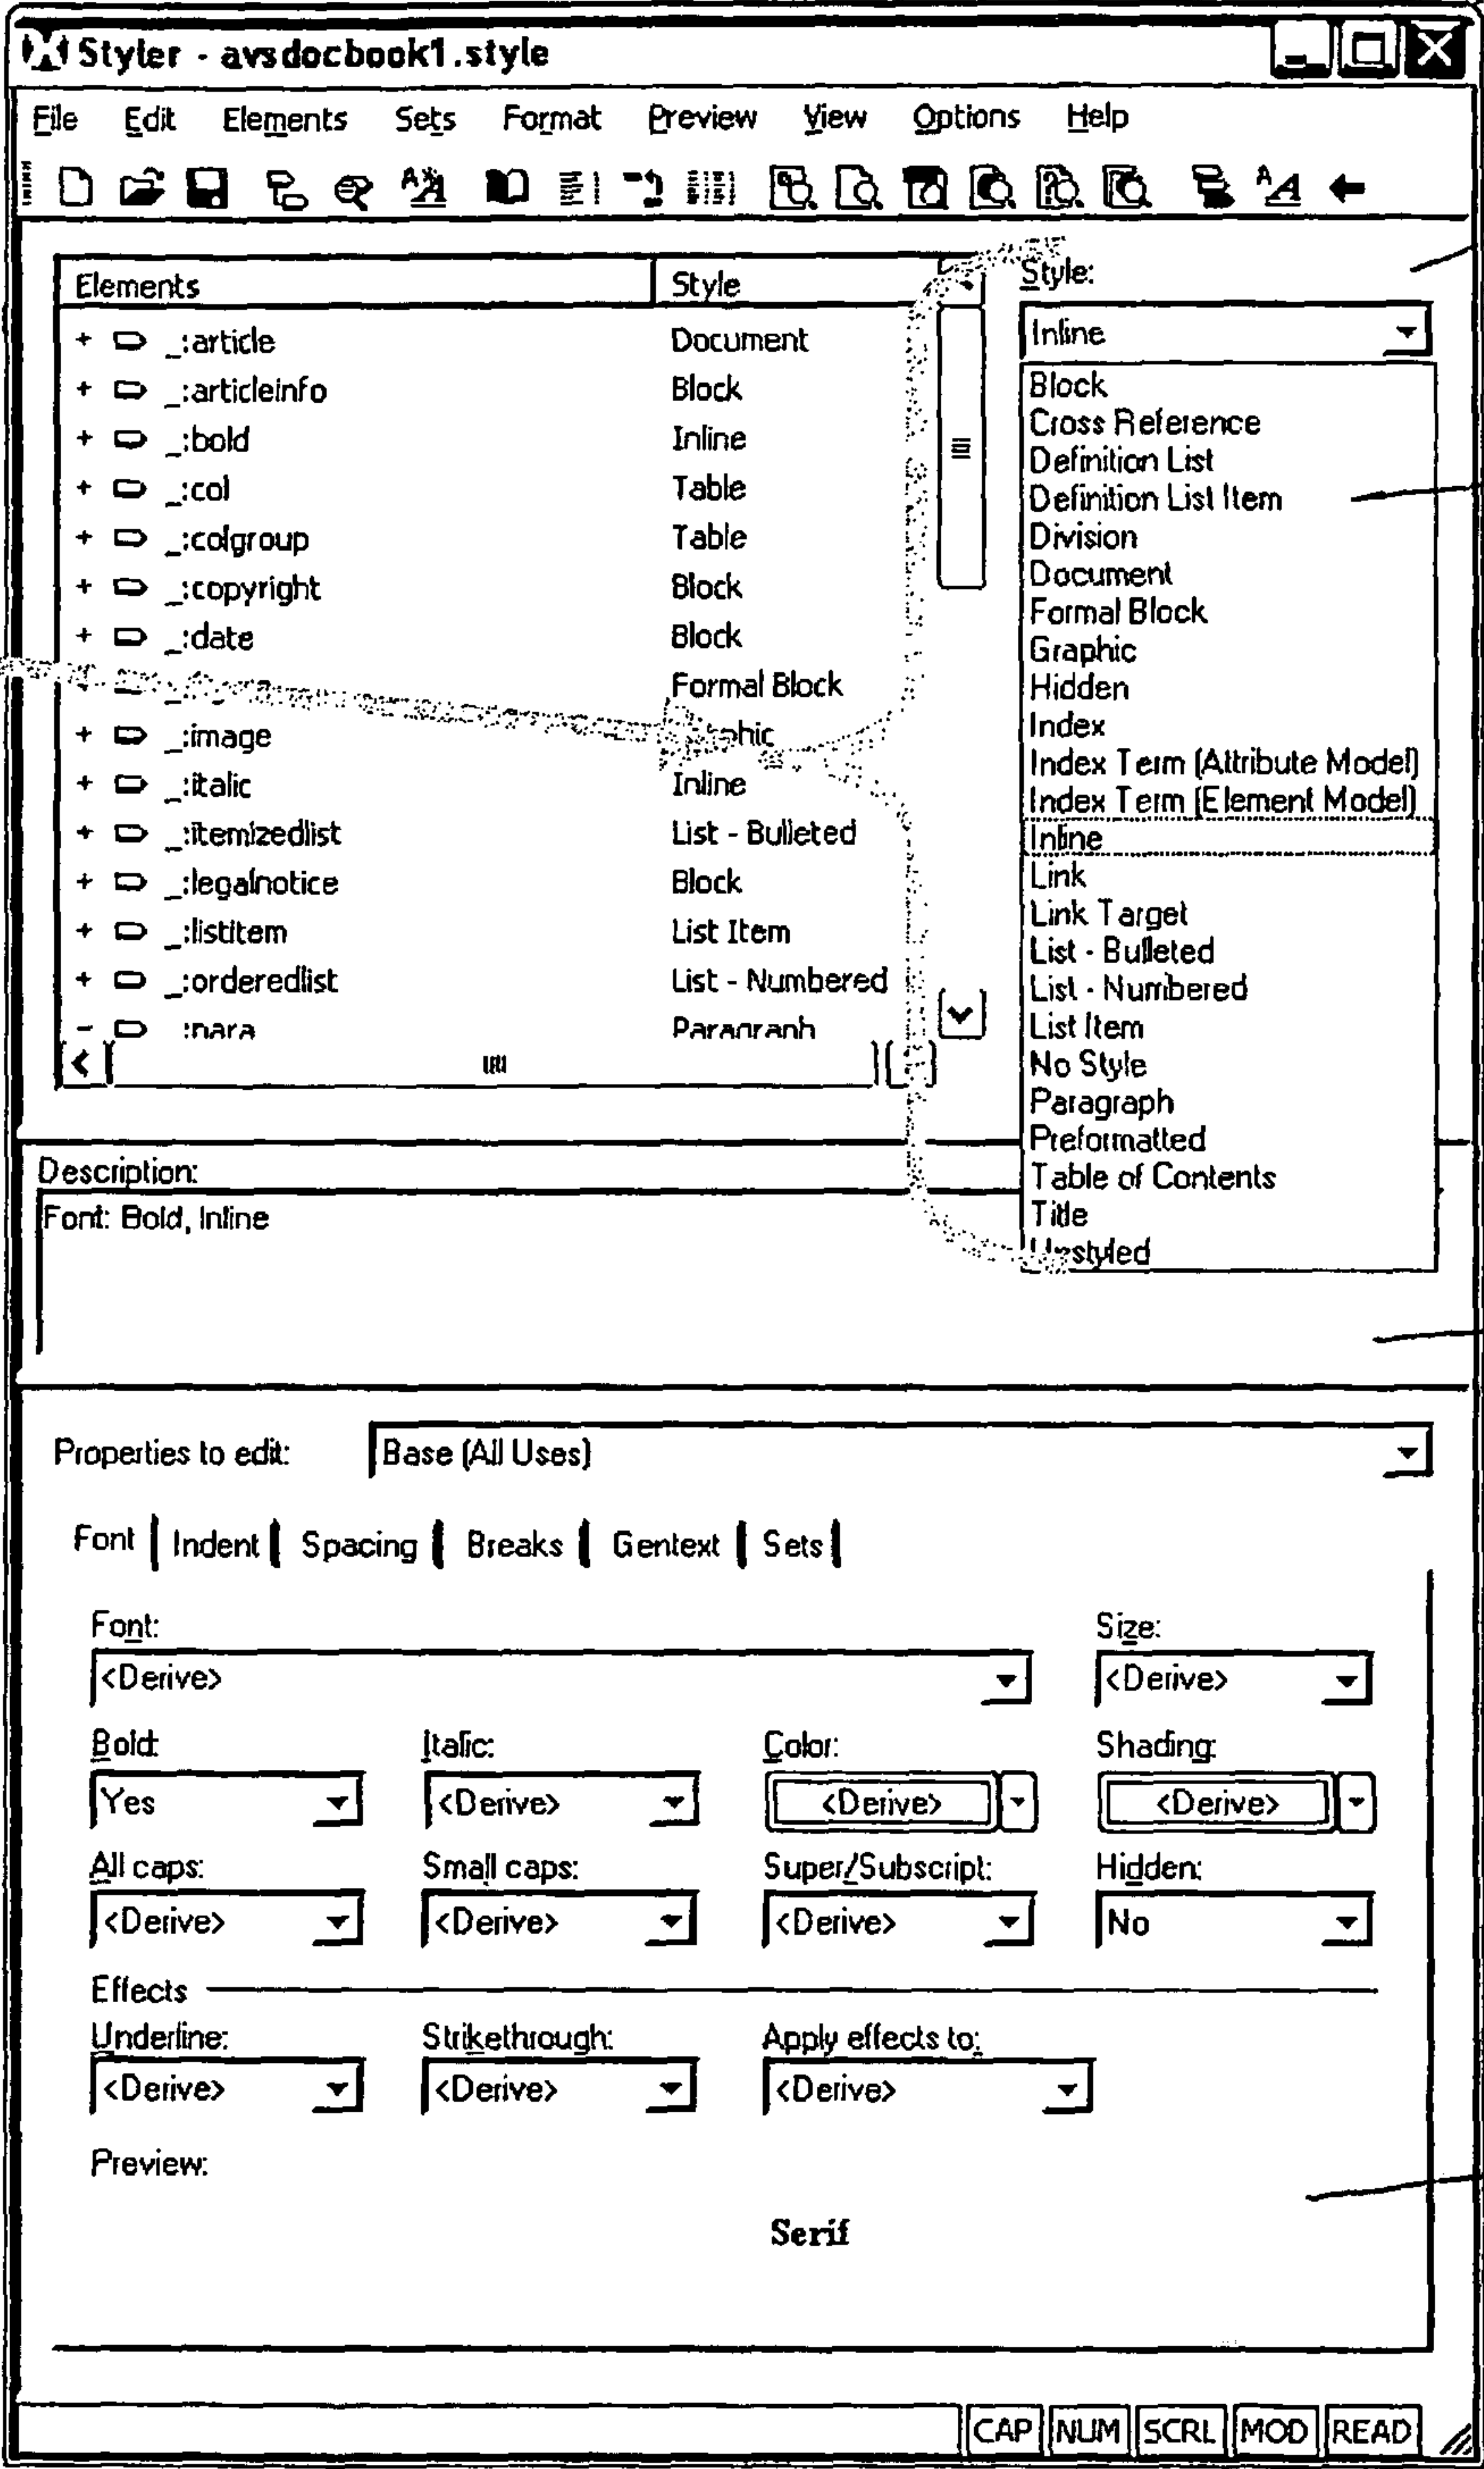 Styler - avsdocbook1.style
File Edit Elements Sets Format Preview View Options Help
Elements Style
_:article Document
_:articleinfo Block
_:bold Inline
_:col Table
_:colgroup Table
_:copyright Block
_:date Block
Formal Block
_:image
_:italic Inline
_:itemizedlist List - Bulleted
_:legalnotice Block
_:listitem List Item
_:orderedlist List - Numbered
_:para Paragraph
Style:
Inline
Block
Cross Reference
Definition List
Definition List Item
Division
Document
Formal Block
Graphic
Hidden
Index
Index Term (Attribute Model)
Index Term (Element Model)
Inline
Link
Link Target
List - Bulleted
List - Numbered
List Item
No Style
Paragraph
Preformatted
Table of Contents
Title
Unstyled
Description:
Font: Bold, Inline
Properties to edit: Base (All Uses)
Font Indent Spacing Breaks Gentext Sets
Font: Size:
<Derive> <Derive>
Bold: Italic: Color: Shading:
Yes <Derive> <Derive> <Derive>
All caps: Small caps: Super/Subscript: Hidden:
<Derive> <Derive> <Derive> No
Effects
Underline: Strikethrough: Apply effects to:
<Derive> <Derive> <Derive>
Preview:
Serif
CAP NUM SCRL MOD READ